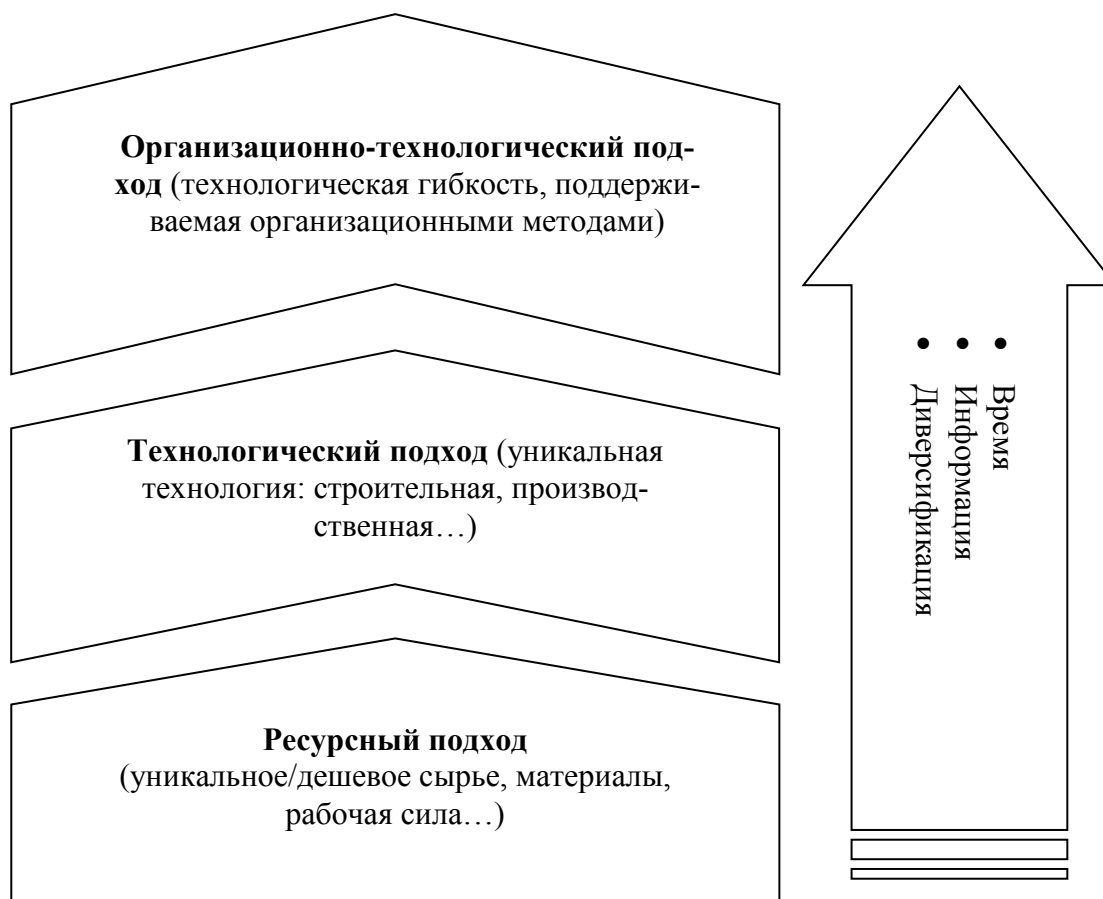 Организационно-технологический под-
ход (технологическая гибкость, поддержи-
ваемая организационными методами)
Технологический подход (уникальная
технология: строительная, производ-
ственная…)
Ресурсный подход
(уникальное/дешевое сырье, материалы,
рабочая сила…)
• Время
• Информация
• Диверсификация